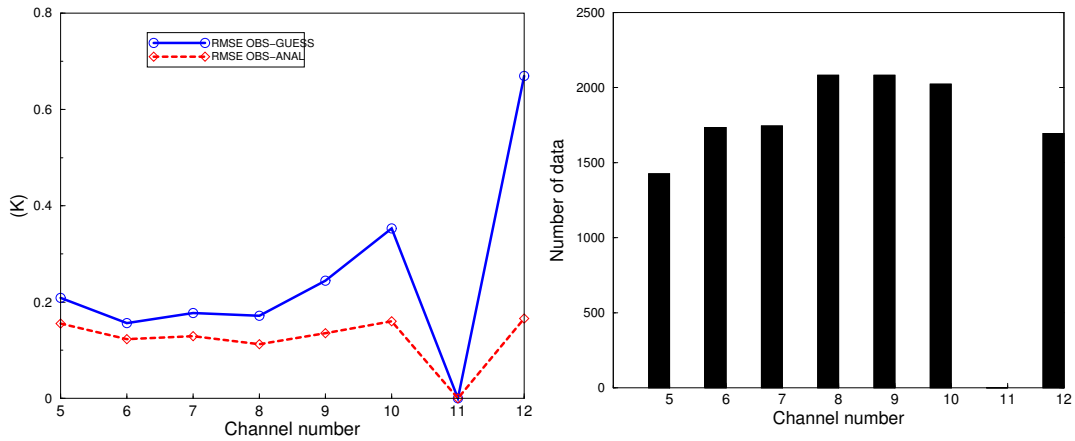 0.8
0.6
0.4
0.2
0
(K)
RMSE OBS-GUESS
RMSE OBS-ANAL
5 6 7 8 9 10 11 12
Channel number
2500
2000
1500
1000
500
0
Number of data
5 6 7 8 9 10 11 12
Channel number